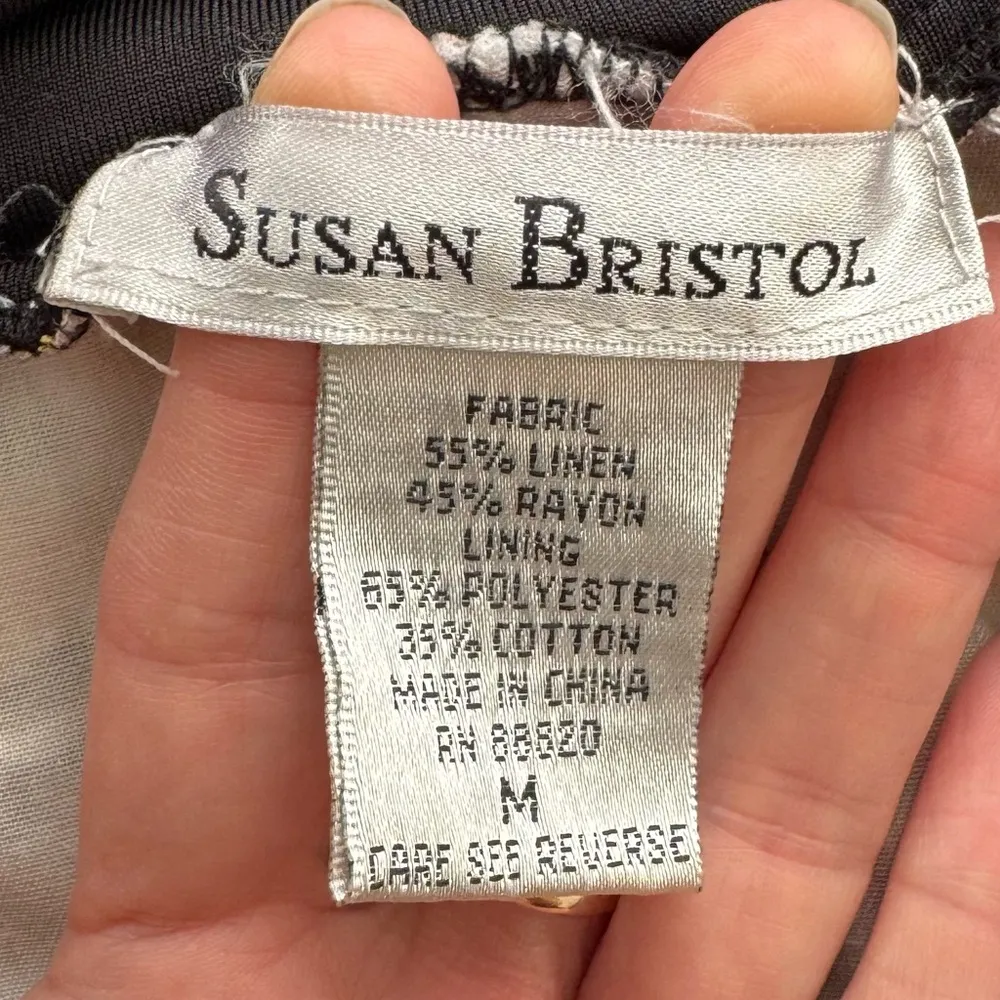 SUSAN BRISTOL
FABRIC
55% LINEN
45% RAYON
LINING
65% POLYESTER
35% COTTON
MADE IN CHINA
RN
M
CARE SEE REVERSE